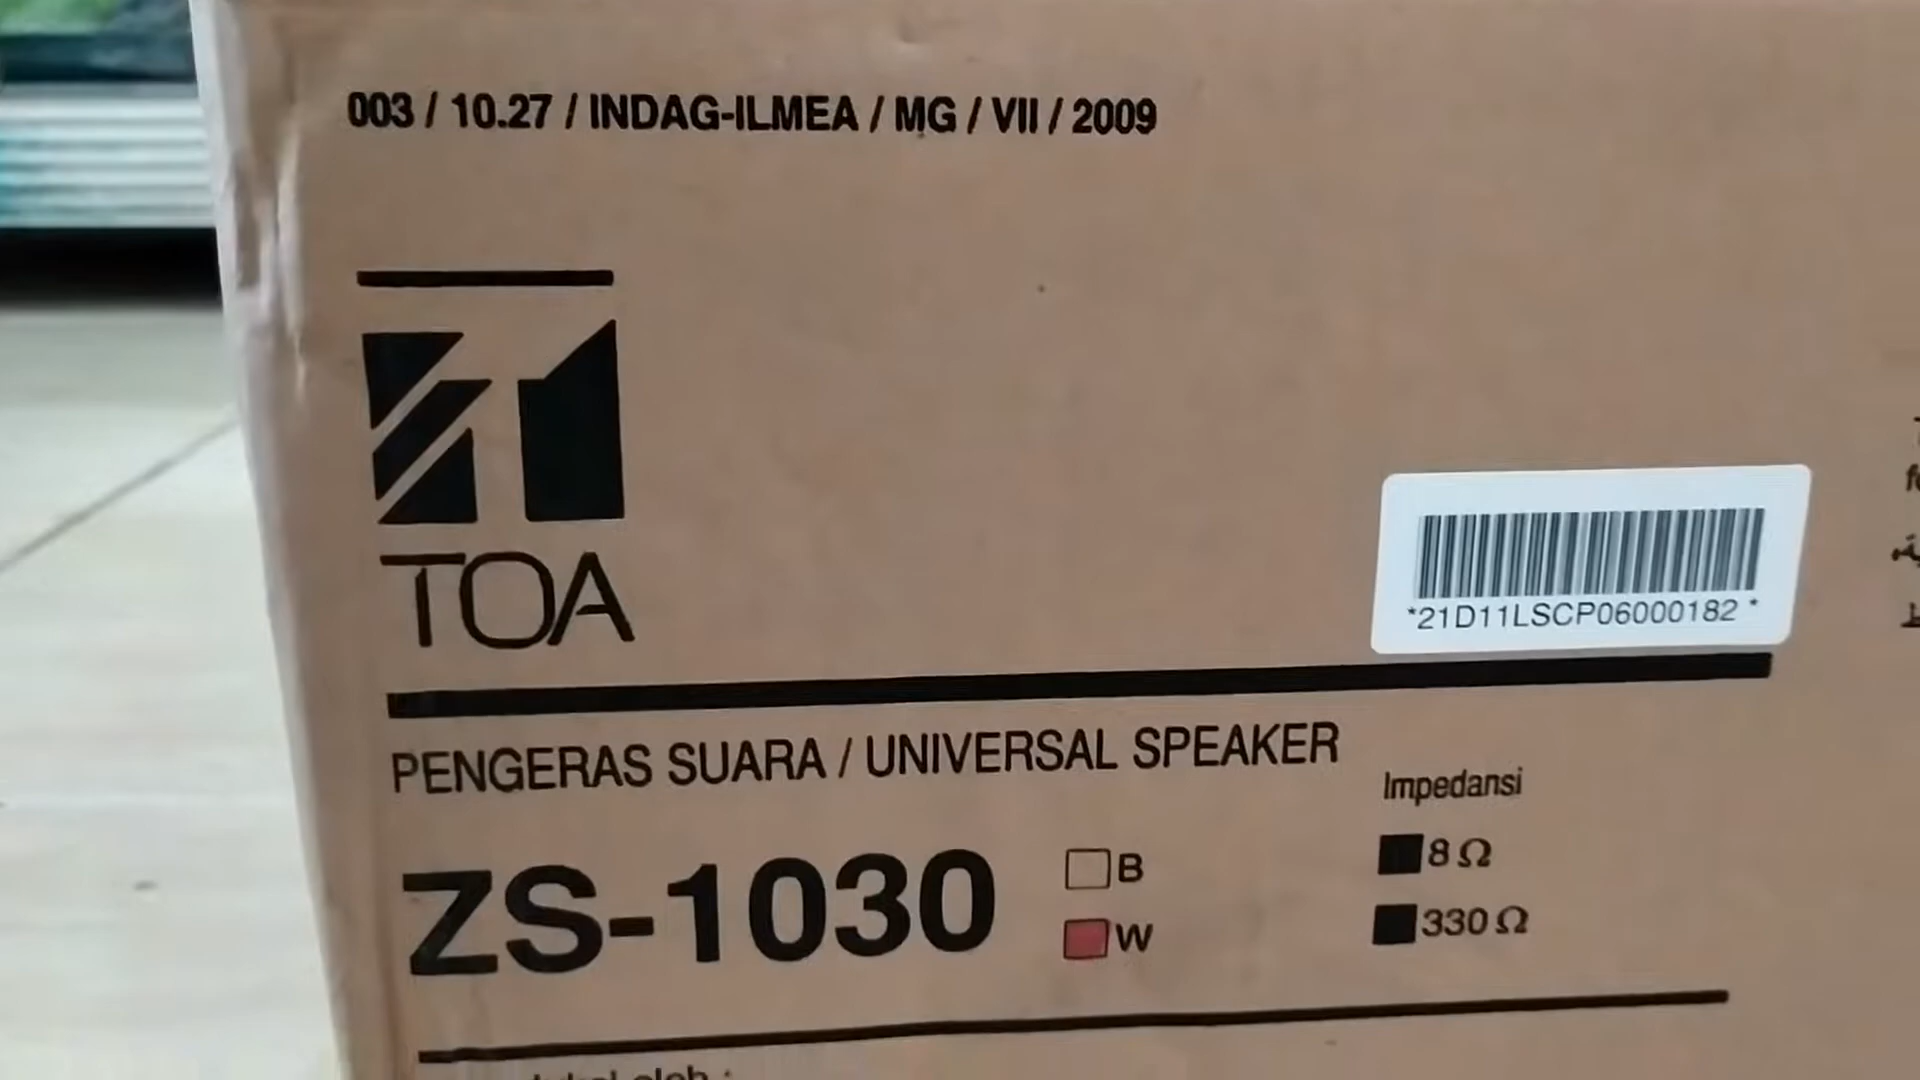 003 / 10.27 / INDAG-ILMEA / MG / VII / 2009
TOA
*21D11LSCP06000182 *
PENGERAS SUARA / UNIVERSAL SPEAKER
Impedansi
ZS-1030
B
W
8 Ω
330 Ω
oleh :